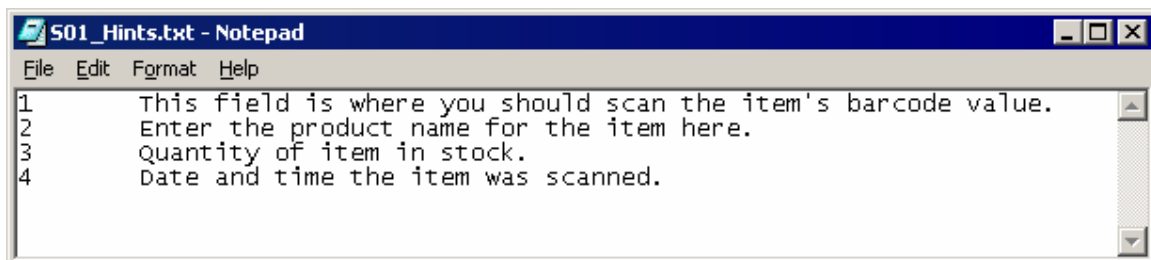 S01_Hints.txt - Notepad
File Edit Format Help
1 This field is where you should scan the item's barcode value.
2 Enter the product name for the item here.
3 Quantity of item in stock.
4 Date and time the item was scanned.